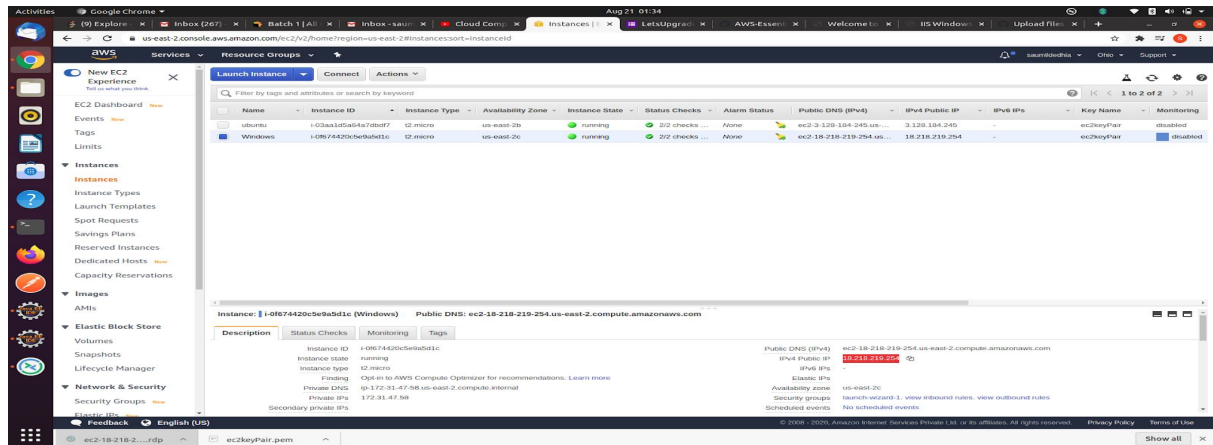 Activities Google Chrome Aug 21 01:34
(9) Explore Inbox (267) Batch 1 | All Inbox - saum Cloud Comp Instances | E LetsUpgrad AWS-Essent Welcome to IIS Windows Upload files
us-east-2.console.aws.amazon.com/ec2/v2/home?region=us-east-2#Instances:sort=instanceId
aws Services Resource Groups saumildedhia Ohio Support
New EC2 Experience
Tell us what you think
Launch Instance Connect Actions
Filter by tags and attributes or search by keyword 1 to 2 of 2
EC2 Dashboard New
Events New
Tags
Limits
Instances
Instances
Instance Types
Launch Templates
Spot Requests
Savings Plans
Reserved Instances
Dedicated Hosts New
Capacity Reservations
Images
AMIs
Elastic Block Store
Volumes
Snapshots
Lifecycle Manager
Network & Security
Security Groups New
Elastic IPs
Name Instance ID Instance Type Availability Zone Instance State Status Checks Alarm Status Public DNS (IPv4) IPv4 Public IP IPv6 IPs Key Name Monitoring
ubuntu i-03aa1d5a64a7dbdf7 t2.micro us-east-2b running 2/2 checks ... None ec2-3-128-184-245.us-... 3.128.184.245 - ec2keyPair disabled
Windows i-0f674420c5e9a5d1c t2.micro us-east-2c running 2/2 checks ... None ec2-18-218-219-254.us... 18.218.219.254 - ec2keyPair disabled
Instance: i-0f674420c5e9a5d1c (Windows) Public DNS: ec2-18-218-219-254.us-east-2.compute.amazonaws.com
Description Status Checks Monitoring Tags
Instance ID i-0f674420c5e9a5d1c Public DNS (IPv4) ec2-18-218-219-254.us-east-2.compute.amazonaws.com
Instance state running IPv4 Public IP 18.218.219.254
Instance type t2.micro IPv6 IPs -
Finding Opt-in to AWS Compute Optimizer for recommendations. Learn more Elastic IPs
Private DNS ip-172-31-47-58.us-east-2.compute.internal Availability zone us-east-2c
Private IPs 172.31.47.58 Security groups launch-wizard-1. view inbound rules. view outbound rules
Secondary private IPs Scheduled events No scheduled events
Feedback English (US) © 2008 - 2020, Amazon Internet Services Private Ltd. or its affiliates. All rights reserved. Privacy Policy Terms of Use
ec2-18-218-2....rdp ec2keyPair.pem Show all